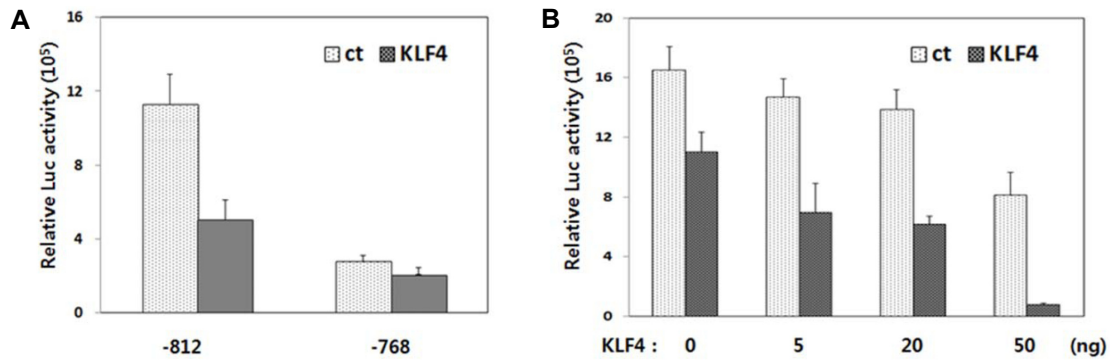 A
Relative Luc activity (10⁵)
16
12
8
4
0
ct KLF4
-812 -768
B
Relative Luc activity (10⁵)
20
16
12
8
4
0
ct KLF4
KLF4 : 0 5 20 50 (ng)